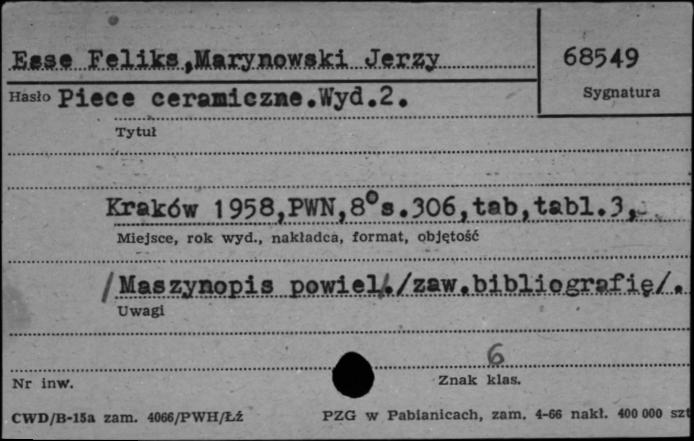 Esse Feliks,Marynowski Jerzy
68549
Sygnatura
Hasło Piece ceramiczne.Wyd.2.
Tytuł
Kraków 1958,PWN,8°s.306,tab,tabl.3,
Miejsce, rok wyd., nakładca, format, objętość
/Maszynopis powiel./zaw.bibliografię/.
Uwagi
6
Nr inw. Znak klas.
CWD/B-15a zam. 4066/PWH/Łź PZG w Pabianicach, zam. 4-66 nakł. 400 000 szt